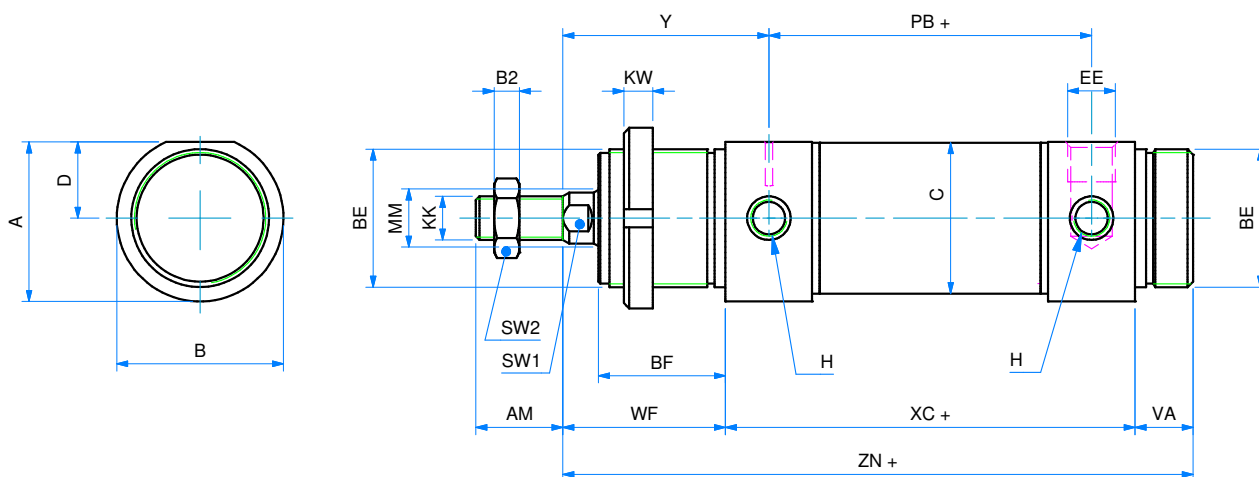 Y
PB +
B2
KW
EE
D
A
BE
MM
KK
C
BE
SW2
SW1
B
BF
H
H
AM
WF
XC +
VA
ZN +